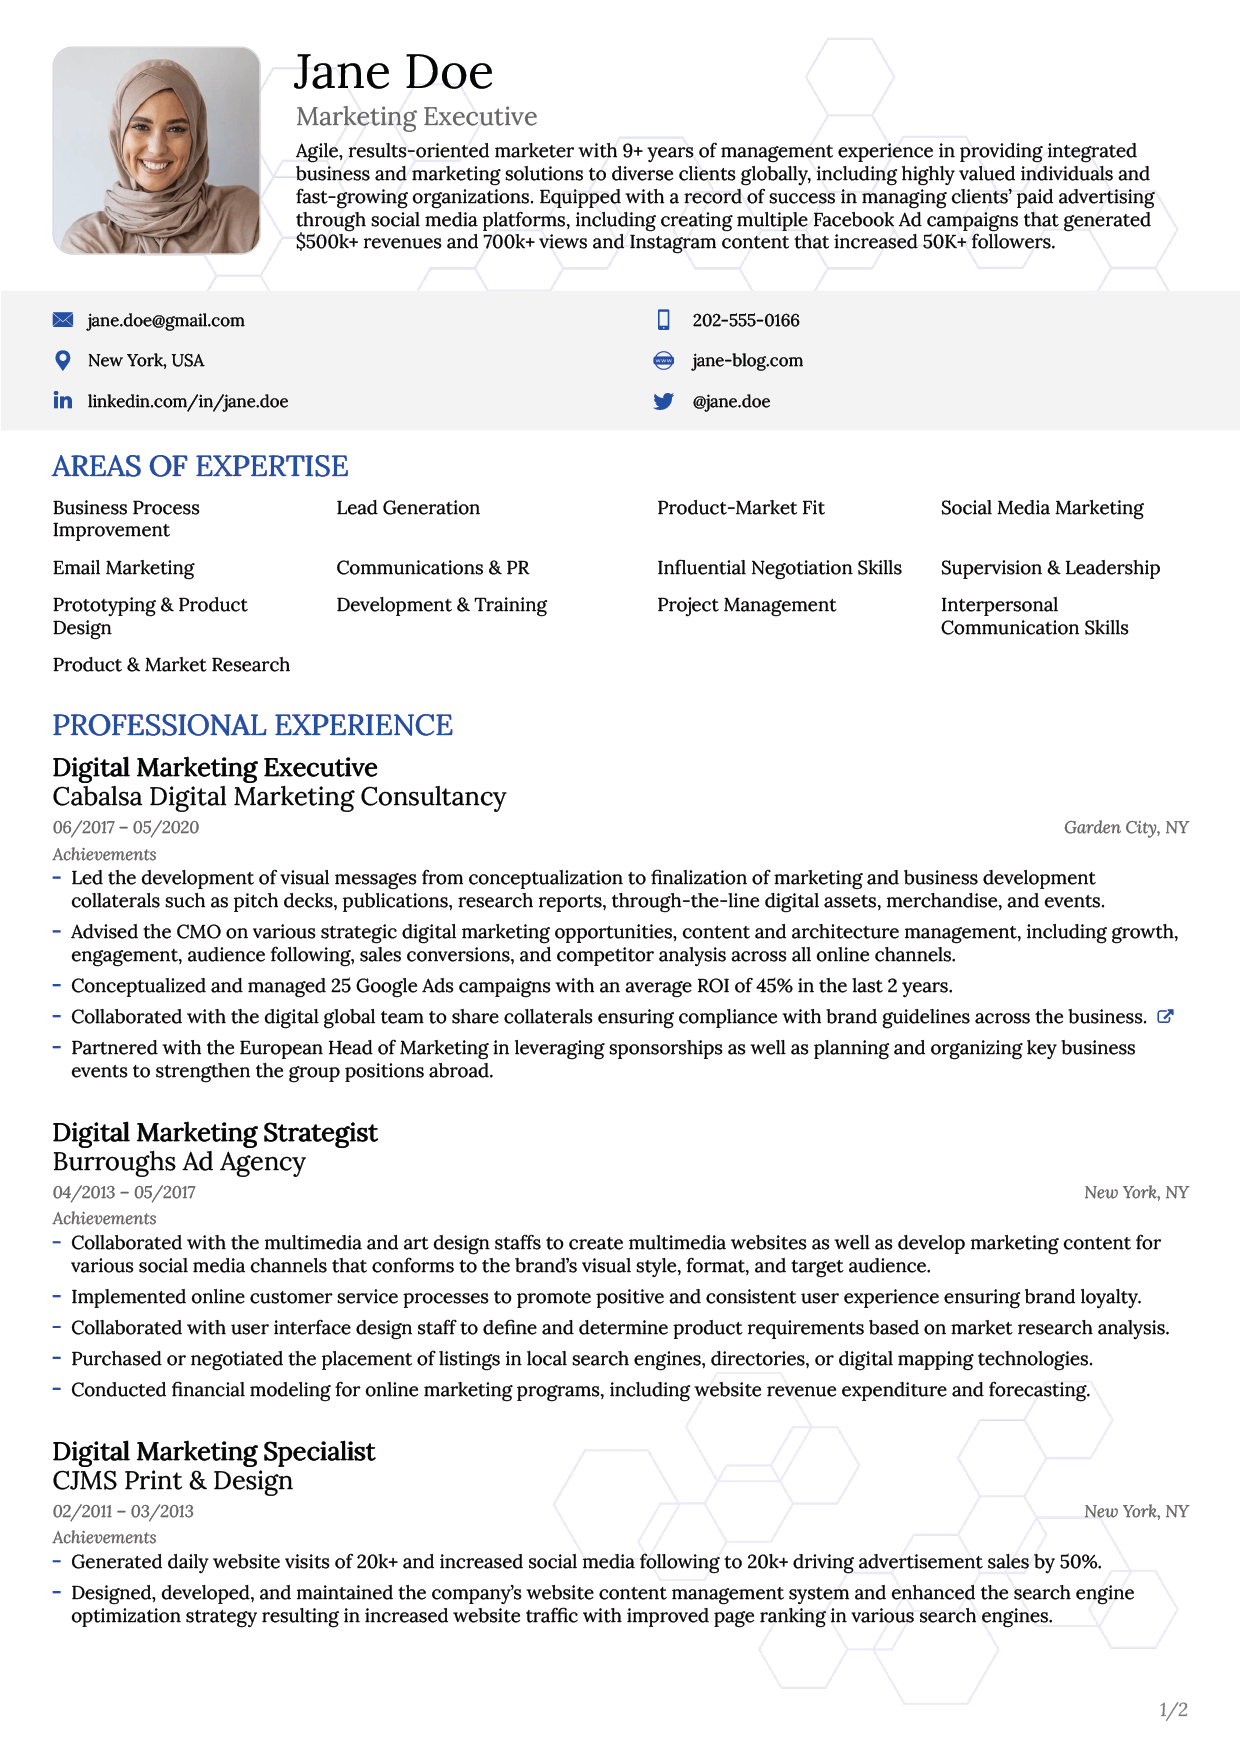 Jane Doe
Marketing Executive
Agile, results-oriented marketer with 9+ years of management experience in providing integrated
business and marketing solutions to diverse clients globally, including highly valued individuals and
fast-growing organizations. Equipped with a record of success in managing clients’ paid advertising
through social media platforms, including creating multiple Facebook Ad campaigns that generated
$500k+ revenues and 700k+ views and Instagram content that increased 50K+ followers.
jane.doe@gmail.com
202-555-0166
New York, USA
www
jane-blog.com
in linkedin.com/in/jane.doe
@jane.doe
AREAS OF EXPERTISE
Business Process
Improvement
Lead Generation
Product-Market Fit
Social Media Marketing
Email Marketing
Communications & PR
Influential Negotiation Skills
Supervision & Leadership
Prototyping & Product
Design
Development & Training
Project Management
Interpersonal
Communication Skills
Product & Market Research
PROFESSIONAL EXPERIENCE
Digital Marketing Executive
Cabalsa Digital Marketing Consultancy
06/2017 – 05/2020
Garden City, NY
Achievements
– Led the development of visual messages from conceptualization to finalization of marketing and business development
collaterals such as pitch decks, publications, research reports, through-the-line digital assets, merchandise, and events.
– Advised the CMO on various strategic digital marketing opportunities, content and architecture management, including growth,
engagement, audience following, sales conversions, and competitor analysis across all online channels.
– Conceptualized and managed 25 Google Ads campaigns with an average ROI of 45% in the last 2 years.
– Collaborated with the digital global team to share collaterals ensuring compliance with brand guidelines across the business.
– Partnered with the European Head of Marketing in leveraging sponsorships as well as planning and organizing key business
events to strengthen the group positions abroad.
Digital Marketing Strategist
Burroughs Ad Agency
04/2013 – 05/2017
New York, NY
Achievements
– Collaborated with the multimedia and art design staffs to create multimedia websites as well as develop marketing content for
various social media channels that conforms to the brand’s visual style, format, and target audience.
– Implemented online customer service processes to promote positive and consistent user experience ensuring brand loyalty.
– Collaborated with user interface design staff to define and determine product requirements based on market research analysis.
– Purchased or negotiated the placement of listings in local search engines, directories, or digital mapping technologies.
– Conducted financial modeling for online marketing programs, including website revenue expenditure and forecasting.
Digital Marketing Specialist
CJMS Print & Design
02/2011 – 03/2013
New York, NY
Achievements
– Generated daily website visits of 20k+ and increased social media following to 20k+ driving advertisement sales by 50%.
– Designed, developed, and maintained the company’s website content management system and enhanced the search engine
optimization strategy resulting in increased website traffic with improved page ranking in various search engines.
1/2